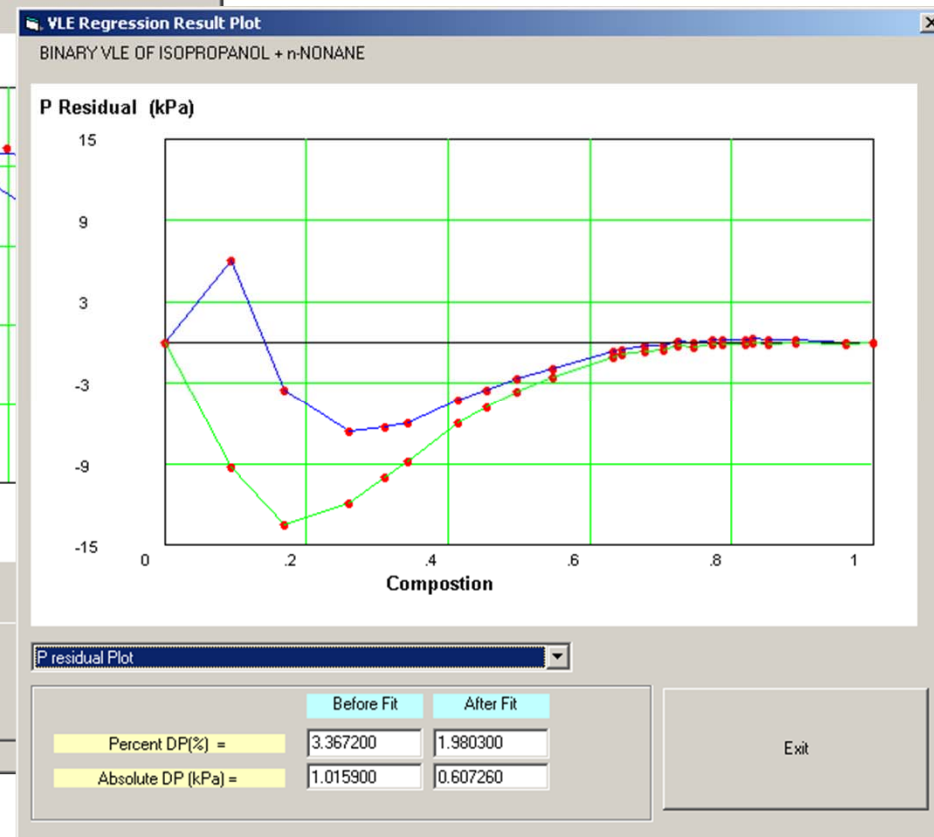 VLE Regression Result Plot
BINARY VLE OF ISOPROPANOL + n-NONANE
P Residual (kPa)
15
9
3
-3
-9
-15
0 .2 .4 .6 .8 1
Compostion
P residual Plot
Before Fit After Fit
Percent DP(%) = 3.367200 1.980300
Absolute DP (kPa) = 1.015900 0.607260
Exit